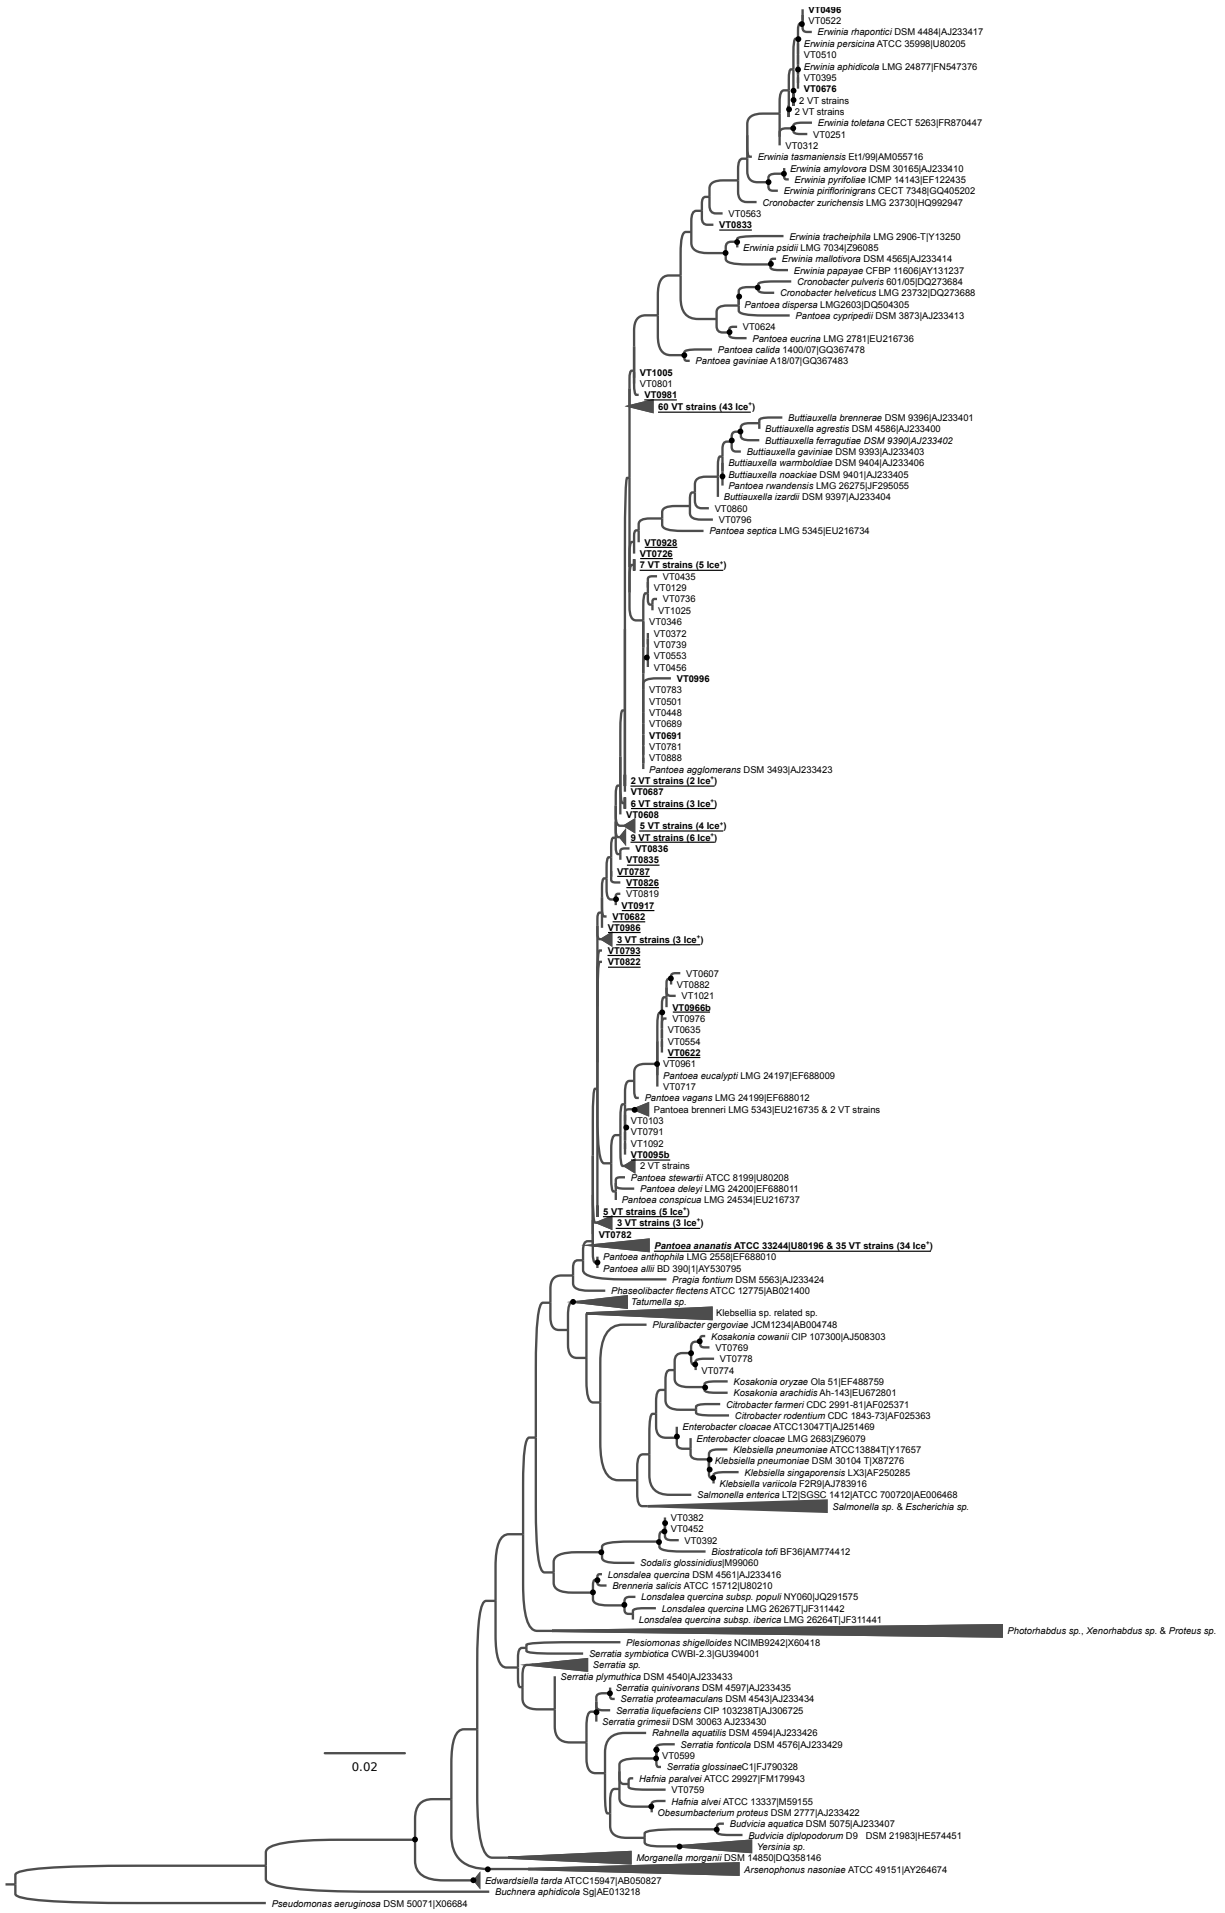 VT0496
VT0522
Erwinia rhapontici DSM 4484|AJ233417
Erwinia persicina ATCC 35998|U80205
VT0510
Erwinia aphidicola LMG 24877|FN547376
VT0395
VT0676
2 VT strains
2 VT strains
Erwinia toletana CECT 5263|FR870447
VT0251
VT0312
Erwinia tasmaniensis Et1/99|AM055716
Erwinia amylovora DSM 30165|AJ233410
Erwinia pyrifoliae ICMP 14143|EF122435
Erwinia piriflorinigrans CECT 7348|GQ405202
Cronobacter zurichensis LMG 23730|HQ992947
VT0563
VT0833
Erwinia tracheiphila LMG 2906-T|Y13250
Erwinia psidii LMG 7034|Z96085
Erwinia mallotivora DSM 4565|AJ233414
Erwinia papayae CFBP 11606|AY131237
Cronobacter pulveris 601/05|DQ273684
Cronobacter helveticus LMG 23732|DQ273688
Pantoea dispersa LMG2603|DQ504305
Pantoea cypripedii DSM 3873|AJ233413
VT0624
Pantoea eucrina LMG 2781|EU216736
Pantoea calida 1400/07|GQ367478
Pantoea gaviniae A18/07|GQ367483
VT1005
VT0801
VT0981
60 VT strains (43 Ice⁺)
Buttiauxella brennerae DSM 9396|AJ233401
Buttiauxella agrestis DSM 4586|AJ233400
Buttiauxella ferragutiae DSM 9390|AJ233402
Buttiauxella gaviniae DSM 9393|AJ233403
Buttiauxella warmboldiae DSM 9404|AJ233406
Buttiauxella noackiae DSM 9401|AJ233405
Pantoea rwandensis LMG 26275|JF295055
Buttiauxella izardii DSM 9397|AJ233404
VT0860
VT0796
Pantoea septica LMG 5345|EU216734
VT0928
VT0726
7 VT strains (5 Ice⁺)
VT0435
VT0129
VT0736
VT1025
VT0346
VT0372
VT0739
VT0553
VT0456
VT0996
VT0783
VT0501
VT0448
VT0689
VT0691
VT0781
VT0888
Pantoea agglomerans DSM 3493|AJ233423
2 VT strains (2 Ice⁺)
VT0687
6 VT strains (3 Ice⁺)
VT0608
5 VT strains (4 Ice⁺)
9 VT strains (6 Ice⁺)
VT0836
VT0835
VT0787
VT0826
VT0819
VT0917
VT0682
VT0986
3 VT strains (3 Ice⁺)
VT0793
VT0822
VT0607
VT0882
VT1021
VT0966b
VT0976
VT0635
VT0554
VT0622
VT0961
Pantoea eucalypti LMG 24197|EF688009
VT0717
Pantoea vagans LMG 24199|EF688012
Pantoea brenneri LMG 5343|EU216735 & 2 VT strains
VT0103
VT0791
VT1092
VT0095b
2 VT strains
Pantoea stewartii ATCC 8199|U80208
Pantoea deleyi LMG 24200|EF688011
Pantoea conspicua LMG 24534|EU216737
5 VT strains (5 Ice⁺)
3 VT strains (3 Ice⁺)
VT0782
Pantoea ananatis ATCC 33244|U80196 & 35 VT strains (34 Ice⁺)
Pantoea anthophila LMG 2558|EF688010
Pantoea allii BD 390|1|AY530795
Pragia fontium DSM 5563|AJ233424
Phaseolibacter flectens ATCC 12775|AB021400
Tatumella sp.
Klebsellia sp. related sp.
Pluralibacter gergoviae JCM1234|AB004748
Kosakonia cowanii CIP 107300|AJ508303
VT0769
VT0778
VT0774
Kosakonia oryzae Ola 51|EF488759
Kosakonia arachidis Ah-143|EU672801
Citrobacter farmeri CDC 2991-81|AF025371
Citrobacter rodentium CDC 1843-73|AF025363
Enterobacter cloacae ATCC13047T|AJ251469
Enterobacter cloacae LMG 2683|Z96079
Klebsiella pneumoniae ATCC13884T|Y17657
Klebsiella pneumoniae DSM 30104 T|X87276
Klebsiella singaporensis LX3|AF250285
Klebsiella variicola F2R9|AJ783916
Salmonella enterica LT2|SGSC 1412|ATCC 700720|AE006468
Salmonella sp. & Escherichia sp.
VT0382
VT0452
VT0392
Biostraticola tofi BF36|AM774412
Sodalis glossinidius|M99060
Lonsdalea quercina DSM 4561|AJ233416
Brenneria salicis ATCC 15712|U80210
Lonsdalea quercina subsp. populi NY060|JQ291575
Lonsdalea quercina LMG 26267T|JF311442
Lonsdalea quercina subsp. iberica LMG 26264T|JF311441
Photorhabdus sp., Xenorhabdus sp. & Proteus sp.
Plesiomonas shigelloides NCIMB9242|X60418
Serratia symbiotica CWBI-2.3|GU394001
Serratia sp.
Serratia plymuthica DSM 4540|AJ233433
Serratia quinivorans DSM 4597|AJ233435
Serratia proteamaculans DSM 4543|AJ233434
Serratia liquefaciens CIP 103238T|AJ306725
Serratia grimesii DSM 30063 AJ233430
Rahnella aquatilis DSM 4594|AJ233426
Serratia fonticola DSM 4576|AJ233429
VT0599
Serratia glossinaeC1|FJ790328
Hafnia paralvei ATCC 29927|FM179943
VT0759
Hafnia alvei ATCC 13337|M59155
Obesumbacterium proteus DSM 2777|AJ233422
Budvicia aquatica DSM 5075|AJ233407
Budvicia diplopodorum D9 DSM 21983|HE574451
Yersinia sp.
Morganella morganii DSM 14850|DQ358146
Arsenophonus nasoniae ATCC 49151|AY264674
Edwardsiella tarda ATCC15947|AB050827
Buchnera aphidicola Sg|AE013218
Pseudomonas aeruginosa DSM 50071|X06684
0.02